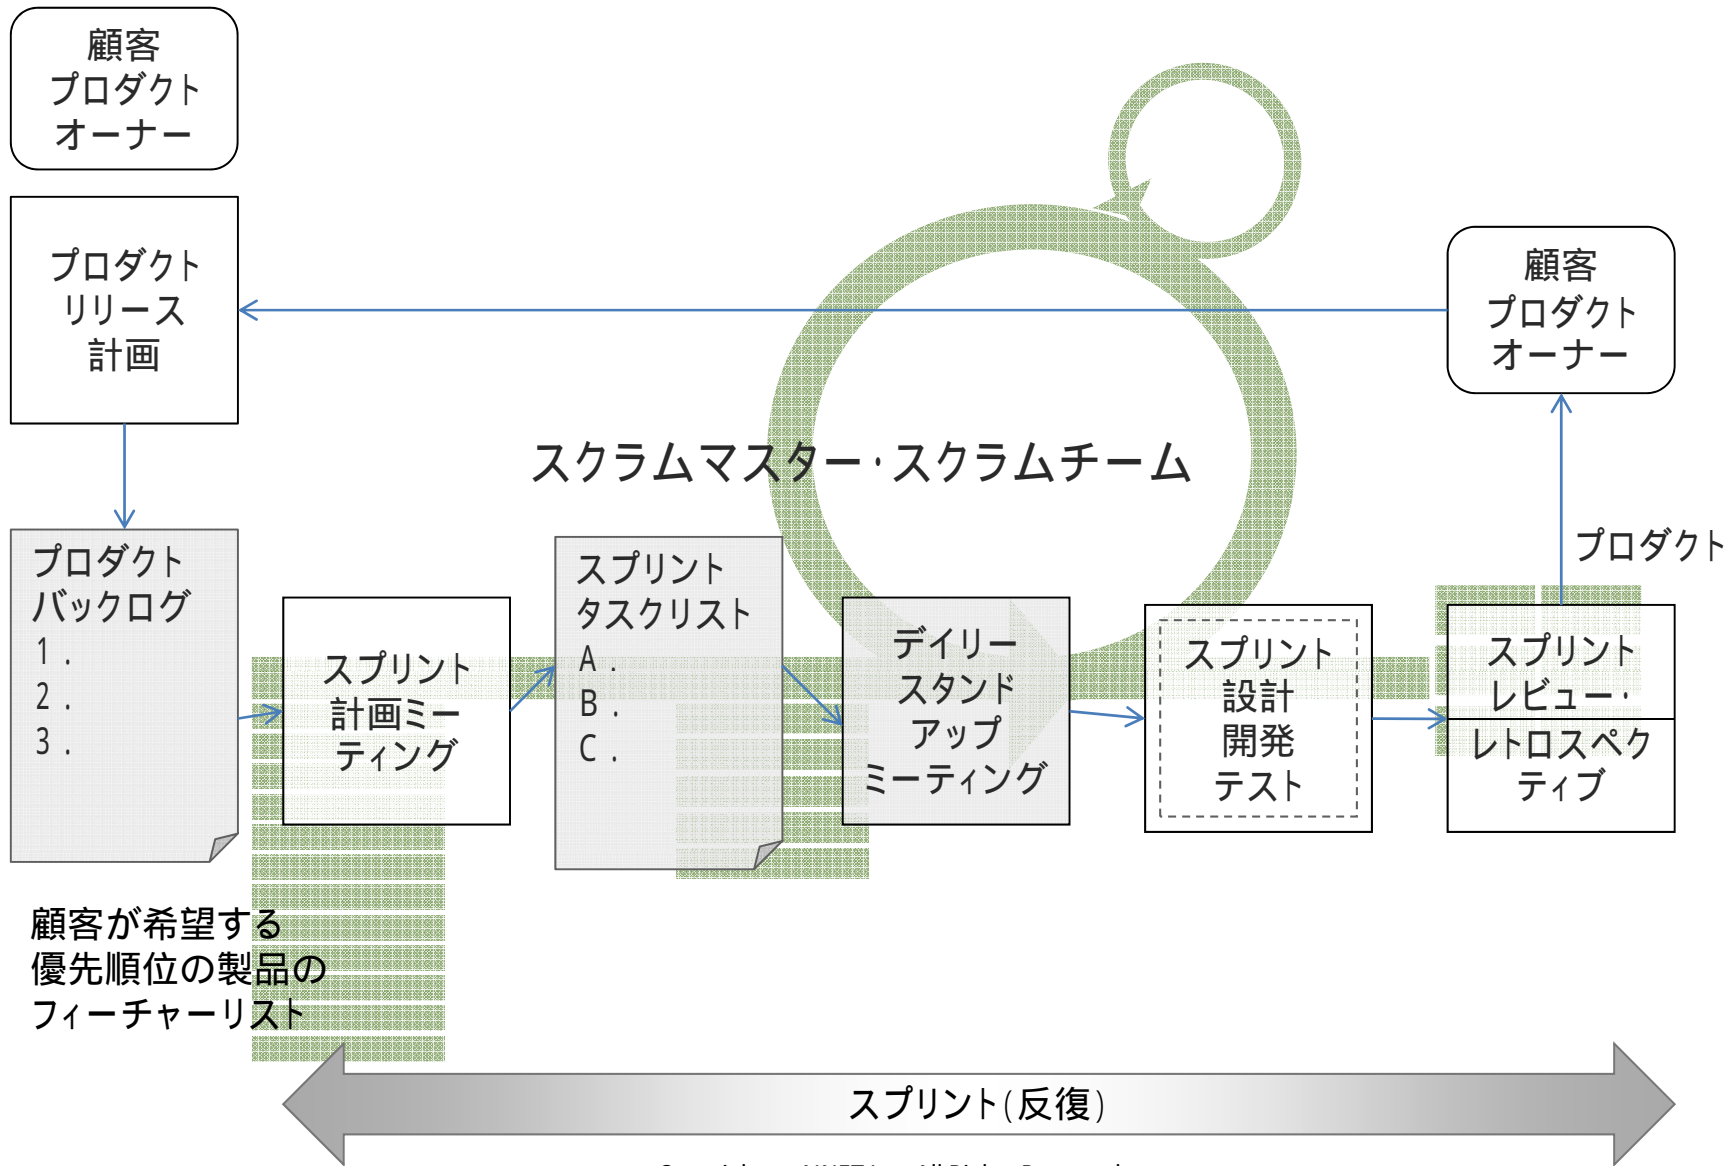 顧客
プロダクト
オーナー
プロダクト
リリース
計画
顧客
プロダクト
オーナー
スクラムマスター・スクラムチーム
プロダクト
プロダクト
バックログ
1．
2．
3．
スプリント
計画ミー
ティング
スプリント
タスクリスト
A．
B．
C．
デイリー
スタンド
アップ
ミーティング
スプリント
設計
開発
テスト
スプリント
レビュー・
レトロスペク
ティブ
顧客が希望する
優先順位の製品の
フィーチャーリスト
スプリント(反復)